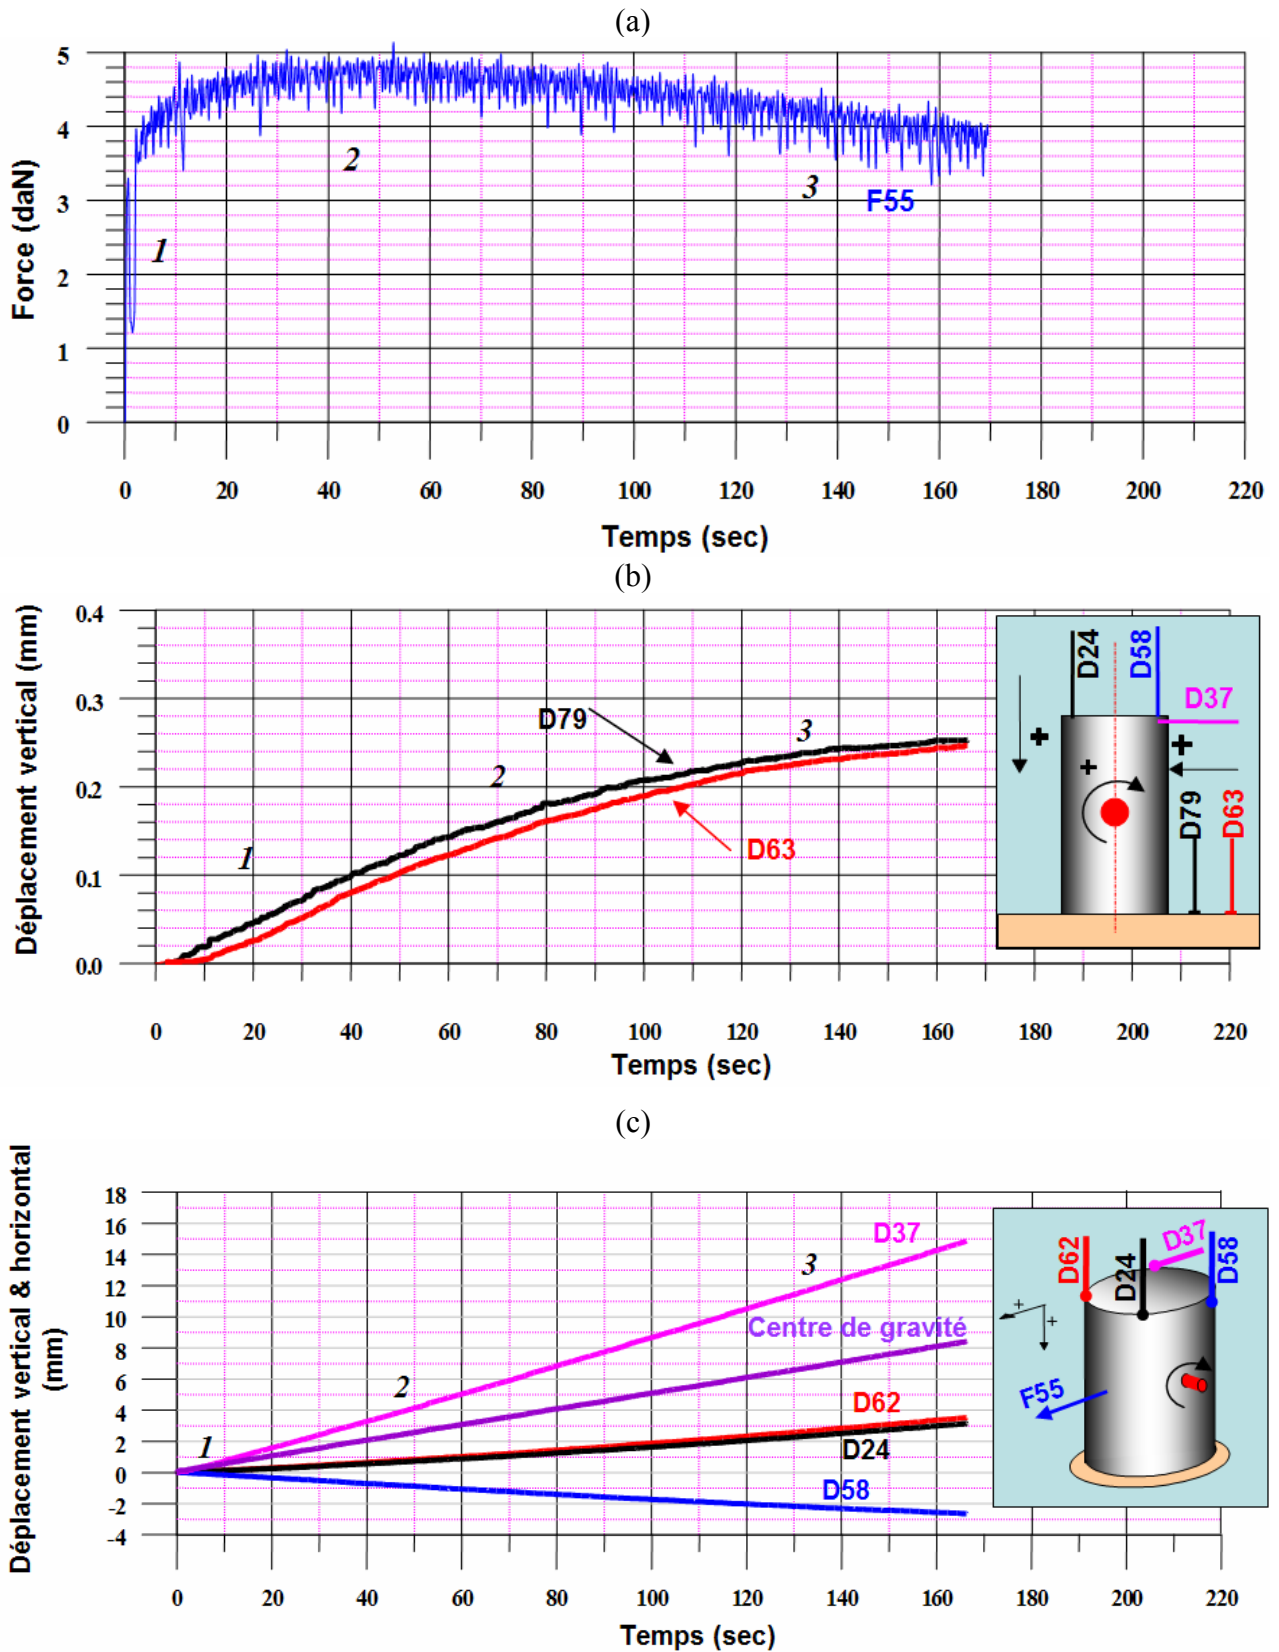 (a)
5
4
3
2
1
0
Force (daN)
1
2
3
F55
0 20 40 60 80 100 120 140 160 180 200 220
Temps (sec)
(b)
Déplacement vertical (mm)
0.4
0.3
0.2
0.1
0.0
D79
D63
1
2
3
D24
D58
D37
+
+
+
D79
D63
0 20 40 60 80 100 120 140 160 180 200 220
Temps (sec)
(c)
Déplacement vertical & horizontal
(mm)
18
16
14
12
10
8
6
4
2
0
-2
-4
D37
3
Centre de gravité
2
D62
1
D24
D58
D62
D24
D37
D58
+
+
F55
0 20 40 60 80 100 120 140 160 180 200 220
Temps (sec)